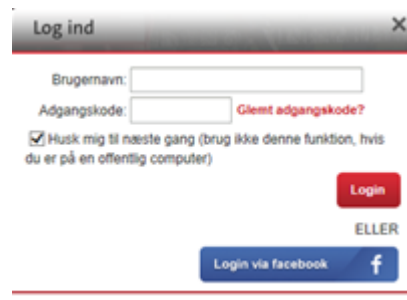 Log ind
Brugernavn:
Adgangskode: Glemt adgangskode?
Husk mig til næste gang (brug ikke denne funktion, hvis
du er på en offentlig computer)
Login
ELLER
Login via facebook f